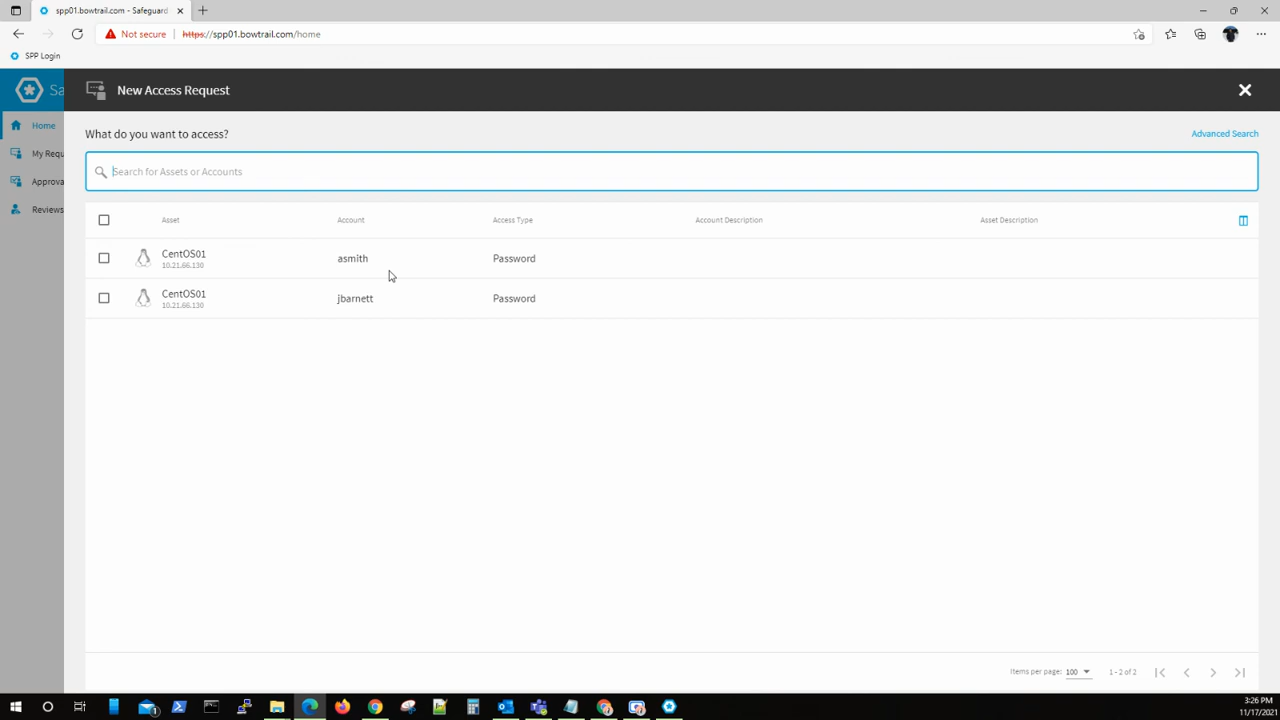 spp01.bowtrail.com - Safeguard
Not secure https://spp01.bowtrail.com/home
SPP Login
Sa
New Access Request
Home
What do you want to access?
Advanced Search
My Requ
Search for Assets or Accounts
Approva
Reviews
Asset Account Access Type Account Description Asset Description
CentOS01 asmith Password
10.21.66.130
CentOS01 jbarnett Password
10.21.66.130
Items per page: 100 1 - 2 of 2
3:26 PM
11/17/2021